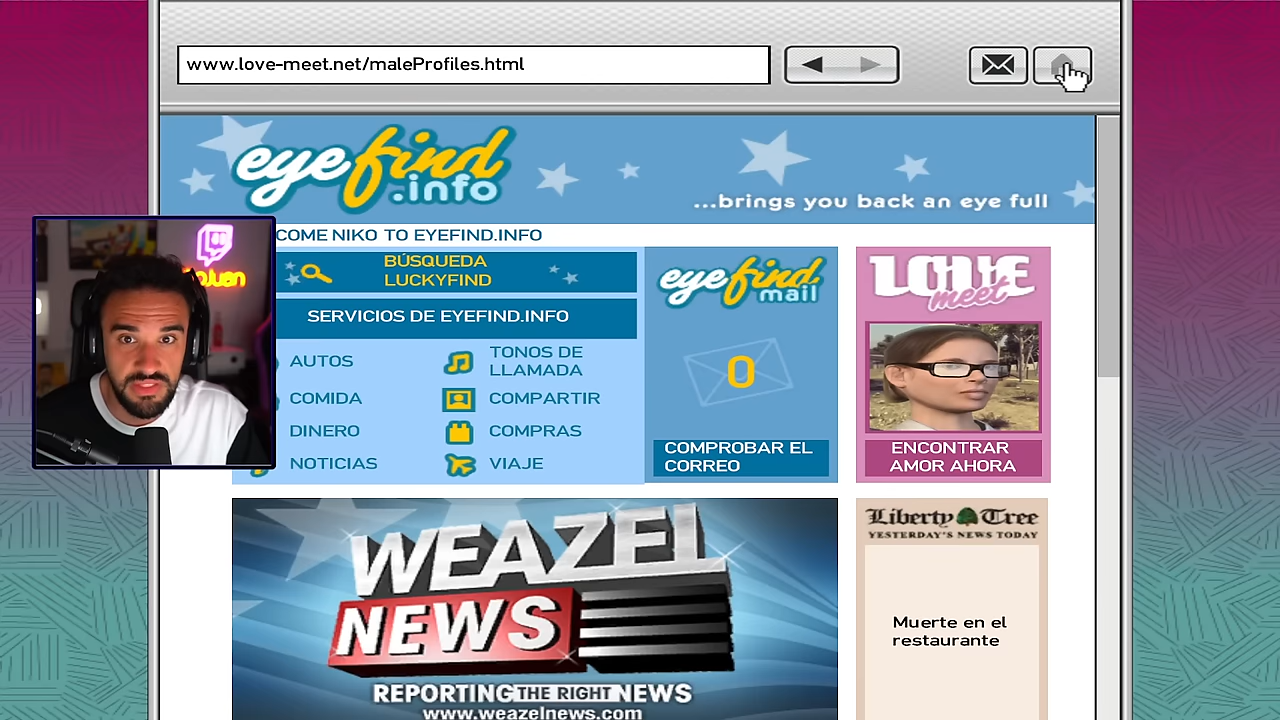 www.love-meet.net/maleProfiles.html
eyefind
.info
...brings you back an eye full
COME NIKO TO EYEFIND.INFO
BÚSQUEDA
LUCKYFIND
SERVICIOS DE EYEFIND.INFO
AUTOS
TONOS DE
LLAMADA
COMIDA
COMPARTIR
DINERO
COMPRAS
NOTICIAS
VIAJE
eyefind
mail
0
COMPROBAR EL
CORREO
LOVE
meet
ENCONTRAR
AMOR AHORA
WEAZEL
NEWS
REPORTING THE RIGHT NEWS
www.weazelnews.com
Liberty Tree
YESTERDAY'S NEWS TODAY
Muerte en el
restaurante